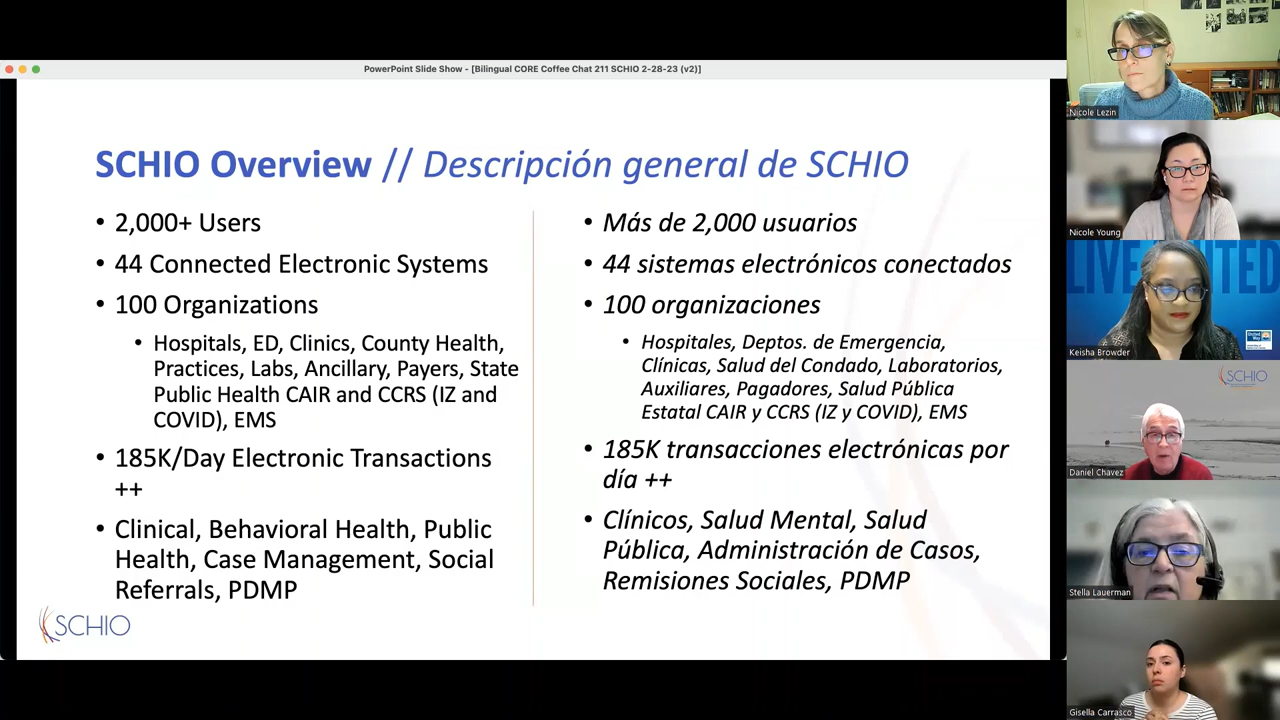 PowerPoint Slide Show - [Bilingual CORE Coffee Chat 211 SCHIO 2-28-23 (v2)]
SCHIO Overview // Descripción general de SCHIO
• 2,000+ Users
• 44 Connected Electronic Systems
• 100 Organizations
• Hospitals, ED, Clinics, County Health,
Practices, Labs, Ancillary, Payers, State
Public Health CAIR and CCRS (IZ and
COVID), EMS
• 185K/Day Electronic Transactions
++
• Clinical, Behavioral Health, Public
Health, Case Management, Social
Referrals, PDMP
• Más de 2,000 usuarios
• 44 sistemas electrónicos conectados
• 100 organizaciones
• Hospitales, Deptos. de Emergencia,
Clínicas, Salud del Condado, Laboratorios,
Auxiliares, Pagadores, Salud Pública
Estatal CAIR y CCRS (IZ y COVID), EMS
• 185K transacciones electrónicas por
día ++
• Clínicos, Salud Mental, Salud
Pública, Administración de Casos,
Remisiones Sociales, PDMP
SCHIO
Nicole Lezin
Nicole Young
LIVE UNITED
United
Way
Keisha Browder
SCHIO
Daniel Chavez
Stella Lauerman
Gisella Carrasco